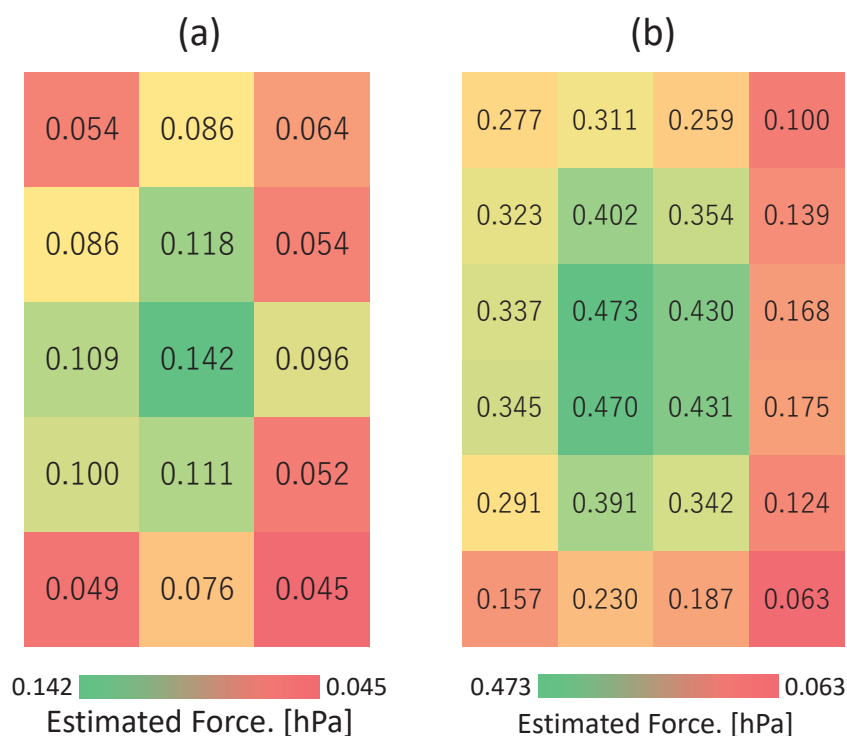 (a)
0.054 0.086 0.064
0.086 0.118 0.054
0.109 0.142 0.096
0.100 0.111 0.052
0.049 0.076 0.045
0.142 0.045
Estimated Force. [hPa]
(b)
0.277 0.311 0.259 0.100
0.323 0.402 0.354 0.139
0.337 0.473 0.430 0.168
0.345 0.470 0.431 0.175
0.291 0.391 0.342 0.124
0.157 0.230 0.187 0.063
0.473 0.063
Estimated Force. [hPa]